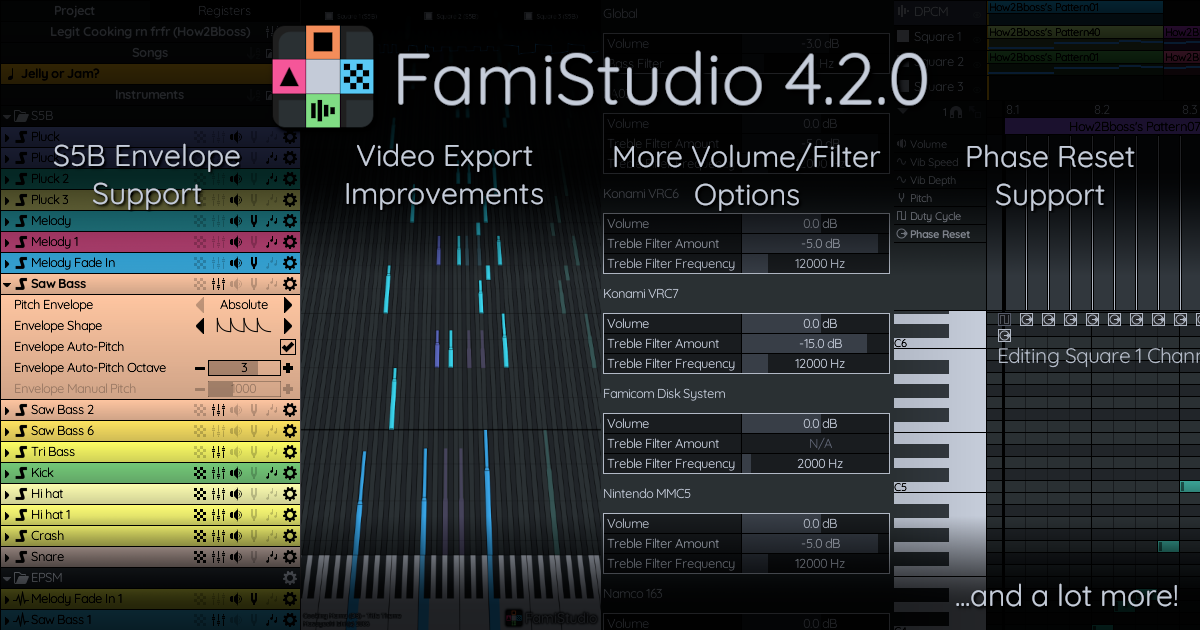 Project
Registers
Legit Cooking rn frfr (How2Bboss)
Songs
Jelly or Jam?
Instruments
S5B
Pluck
Pluck 2
Pluck 3
Melody
Melody 1
Melody Fade In
Saw Bass
Pitch Envelope
Absolute
Envelope Shape
Envelope Auto-Pitch
Envelope Auto-Pitch Octave
3
Envelope Manual Pitch
1000
Saw Bass 2
Saw Bass 6
Tri Bass
Kick
Hi hat
Hi hat 1
Crash
Snare
EPSM
Melody Fade In 1
Saw Bass 1
FamiStudio 4.2.0
S5B Envelope
Support
Video Export
Improvements
FamiStudio
More Volume/Filter
Options
Global
Volume
-3.0 dB
Hz
Volume
0.0 dB
Konami VRC6
Volume
0.0 dB
Treble Filter Amount
-5.0 dB
Treble Filter Frequency
12000 Hz
Konami VRC7
Volume
0.0 dB
Treble Filter Amount
-15.0 dB
Treble Filter Frequency
12000 Hz
Famicom Disk System
Volume
0.0 dB
Treble Filter Amount
N/A
Treble Filter Frequency
2000 Hz
Nintendo MMC5
Volume
0.0 dB
Treble Filter Amount
-5.0 dB
Treble Filter Frequency
12000 Hz
Namco 163
Volume
0.0 dB
Phase Reset
Support
DPCM
Square 1
Square 2
Square 3
How2Bboss's Pattern01
How2Bboss's Pattern40
How2Bboss's Pattern01
8.1
8.2
8.3
How2Bboss's Pattern07
Volume
Vib Speed
Vib Depth
Pitch
Duty Cycle
Phase Reset
C6
Editing Square 1 Chann
C5
C4
...and a lot more!